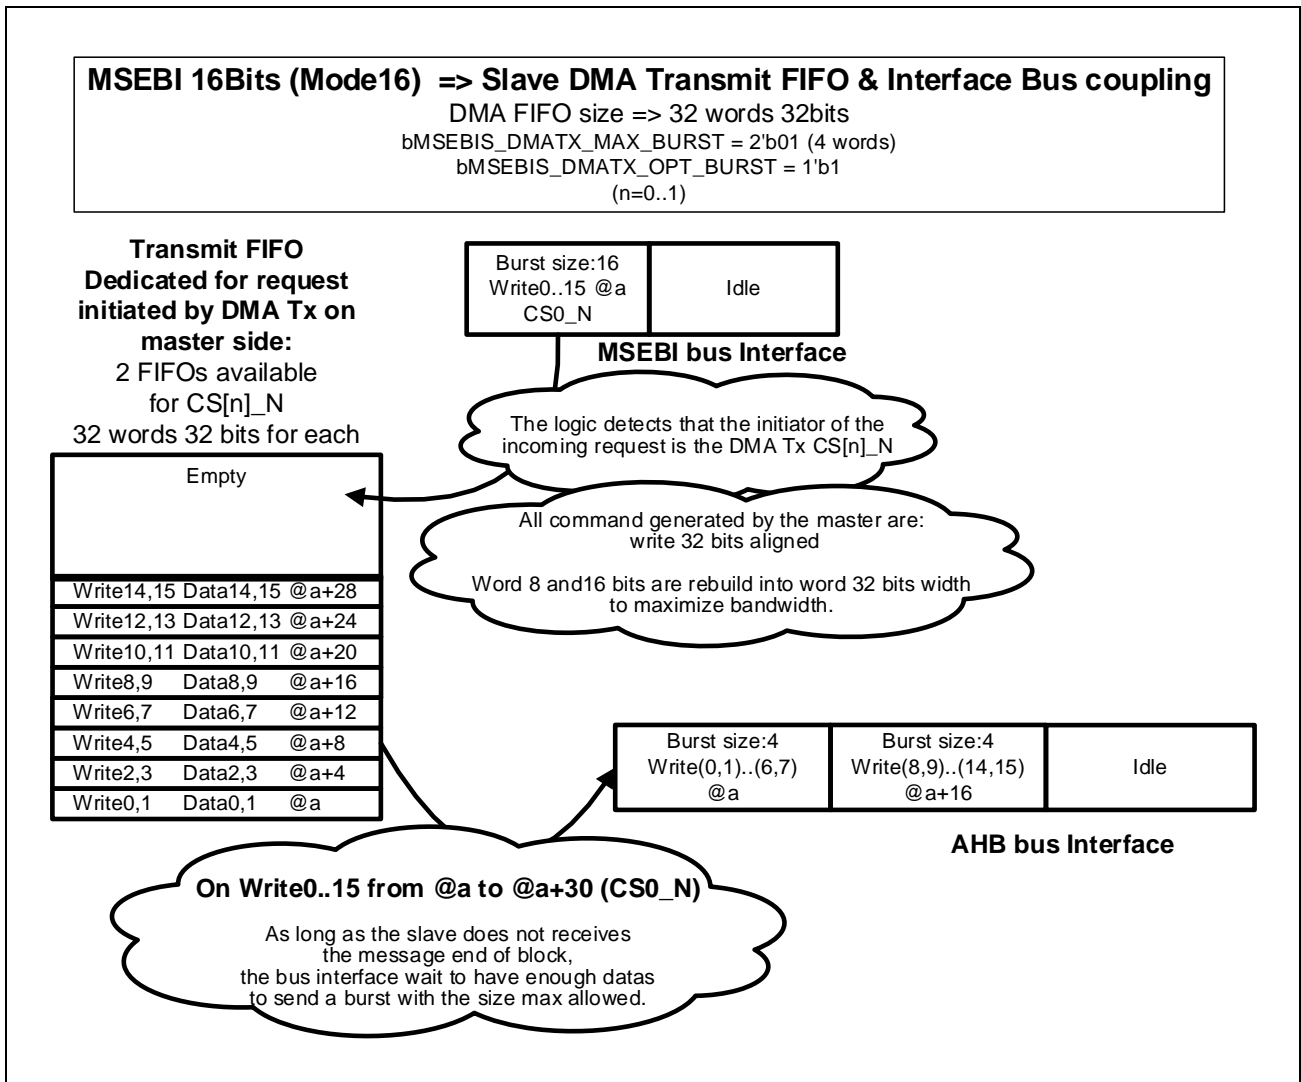 MSEBI 16Bits (Mode16) => Slave DMA Transmit FIFO & Interface Bus coupling
DMA FIFO size => 32 words 32bits
bMSEBIS_DMATX_MAX_BURST = 2'b01 (4 words)
bMSEBIS_DMATX_OPT_BURST = 1'b1
(n=0..1)
Transmit FIFO
Dedicated for request
initiated by DMA Tx on
master side:
2 FIFOs available
for CS[n]_N
32 words 32 bits for each
Burst size:16
Write0..15 @a
CS0_N
Idle
MSEBI bus Interface
The logic detects that the initiator of the
incoming request is the DMA Tx CS[n]_N
All command generated by the master are:
write 32 bits aligned
Word 8 and16 bits are rebuild into word 32 bits width
to maximize bandwidth.
Empty
Write14,15 Data14,15 @a+28
Write12,13 Data12,13 @a+24
Write10,11 Data10,11 @a+20
Write8,9 Data8,9 @a+16
Write6,7 Data6,7 @a+12
Write4,5 Data4,5 @a+8
Write2,3 Data2,3 @a+4
Write0,1 Data0,1 @a
Burst size:4
Write(0,1)..(6,7)
@a
Burst size:4
Write(8,9)..(14,15)
@a+16
Idle
AHB bus Interface
On Write0..15 from @a to @a+30 (CS0_N)
As long as the slave does not receives
the message end of block,
the bus interface wait to have enough datas
to send a burst with the size max allowed.